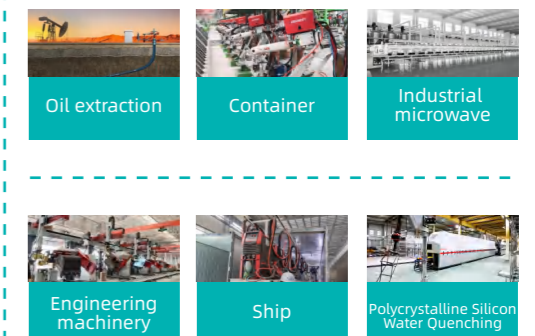 Oil extraction
Container
Industrial
microwave
Engineering
machinery
Ship
Polycrystalline Silicon
Water Quenching